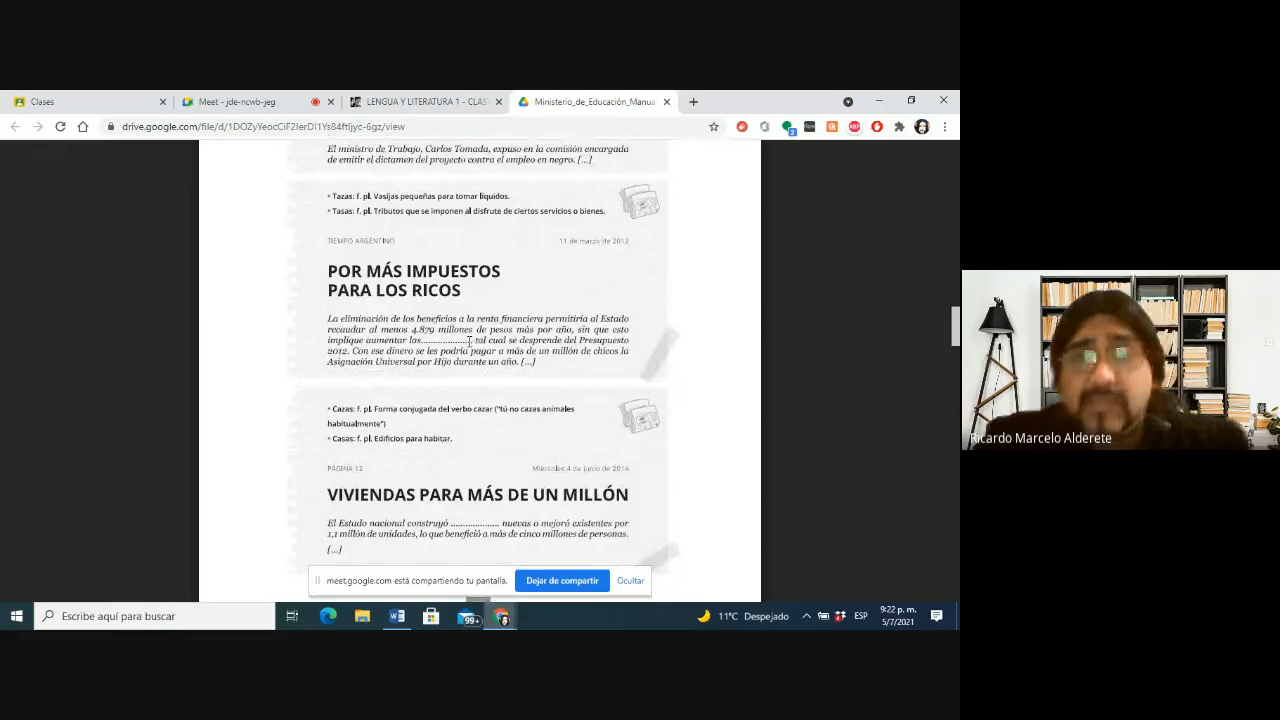 Clases
Meet - jde-ncwb-jeg
LENGUA Y LITERATURA 1 - CLAS
Ministerio_de_Educación_Manua
drive.google.com/file/d/1DOZyYeocCiF2IerDI1Ys84ftIjyc-6gz/view
El ministro de Trabajo, Carlos Tomada, expuso en la comisión encargada
de emitir el dictamen del proyecto contra el empleo en negro. [...]
• Tazas: f. pl. Vasijas pequeñas para tomar líquidos.
• Tasas: f. pl. Tributos que se imponen al disfrute de ciertos servicios o bienes.
TIEMPO ARGENTINO
11 de marzo de 2012
POR MÁS IMPUESTOS
PARA LOS RICOS
La eliminación de los beneficios a la renta financiera permitiría al Estado
recaudar al menos 4.879 millones de pesos más por año, sin que esto
implique aumentar las.................... tal cual se desprende del Presupuesto
2012. Con ese dinero se les podría pagar a más de un millón de chicos la
Asignación Universal por Hijo durante un año. [...]
• Cazas: f. pl. Forma conjugada del verbo cazar ("tú no cazas animales
habitualmente")
• Casas: f. pl. Edificios para habitar.
PÁGINA 12
Miércoles 4 de junio de 2014
VIVIENDAS PARA MÁS DE UN MILLÓN
El Estado nacional construyó ................... nuevas o mejoró existentes por
1,1 millón de unidades, lo que benefició a más de cinco millones de personas.
[...]
meet.google.com está compartiendo tu pantalla.
Dejar de compartir
Ocultar
Ricardo Marcelo Alderete
Escribe aquí para buscar
99+
11°C Despejado
ESP
9:22 p. m.
5/7/2021